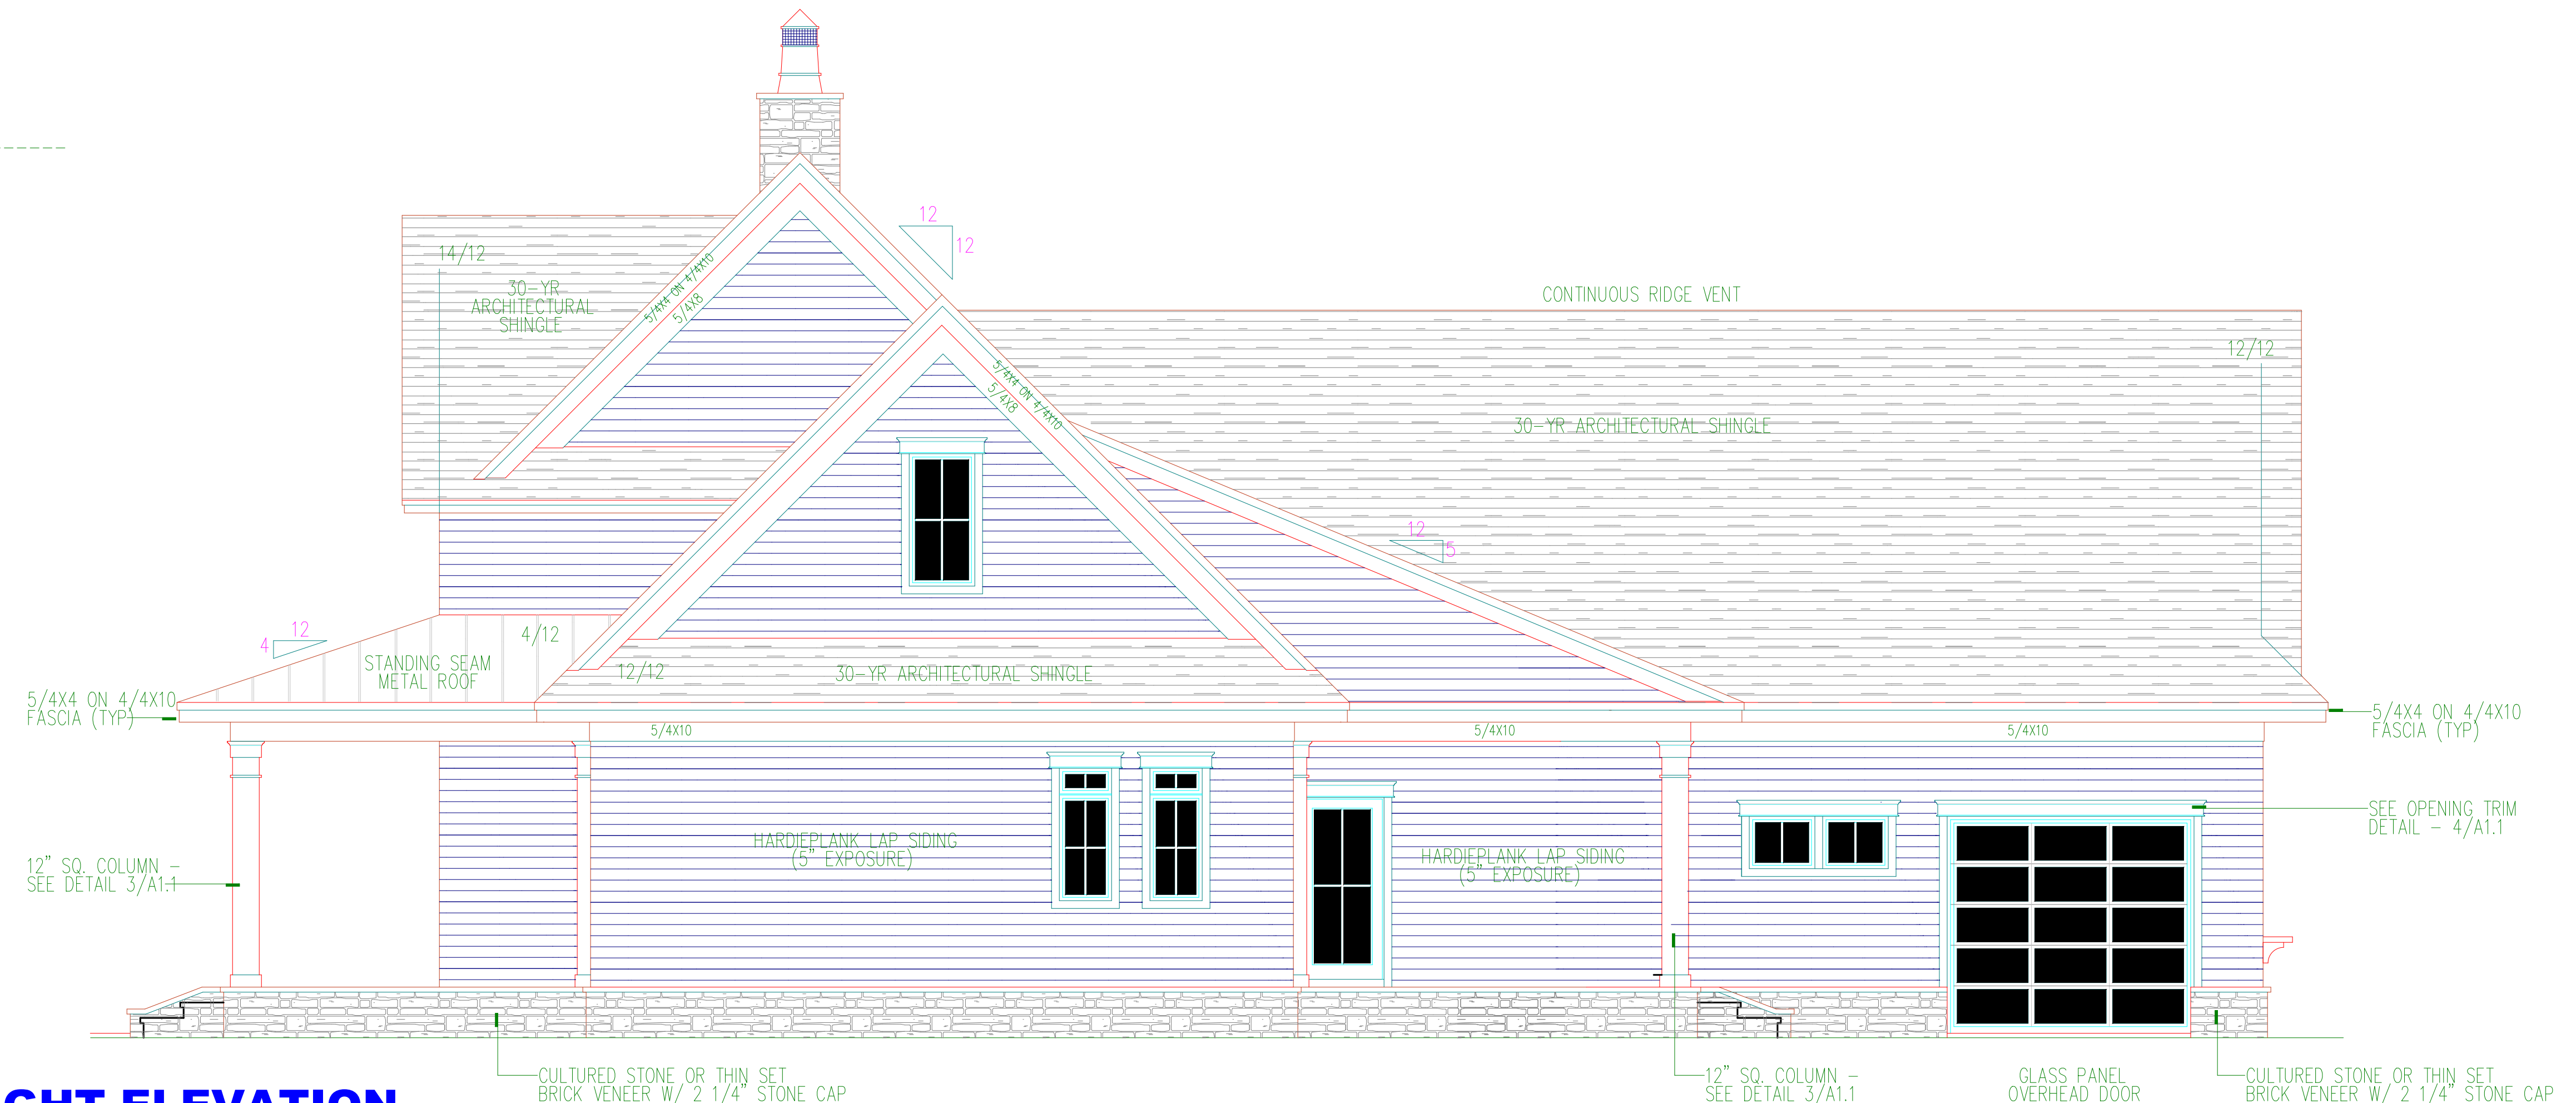 12
12
14/12
30-YR
ARCHITECTURAL
SHINGLE
5/4X4 ON 4/4X10
5/4X8
CONTINUOUS RIDGE VENT
12/12
5/4X4 ON 4/4X10
5/4X8
30-YR ARCHITECTURAL SHINGLE
12
5
12
4
4/12
STANDING SEAM
METAL ROOF
12/12
30-YR ARCHITECTURAL SHINGLE
5/4X4 ON 4/4X10
FASCIA (TYP)
5/4X10
5/4X10
5/4X10
5/4X4 ON 4/4X10
FASCIA (TYP)
SEE OPENING TRIM
DETAIL - 4/A1.1
HARDIEPLANK LAP SIDING
(5" EXPOSURE)
HARDIEPLANK LAP SIDING
(5" EXPOSURE)
12" SQ. COLUMN -
SEE DETAIL 3/A1.1
CULTURED STONE OR THIN SET
BRICK VENEER W/ 2 1/4" STONE CAP
12" SQ. COLUMN -
SEE DETAIL 3/A1.1
GLASS PANEL
OVERHEAD DOOR
CULTURED STONE OR THIN SET
BRICK VENEER W/ 2 1/4" STONE CAP
GHT ELEVATION